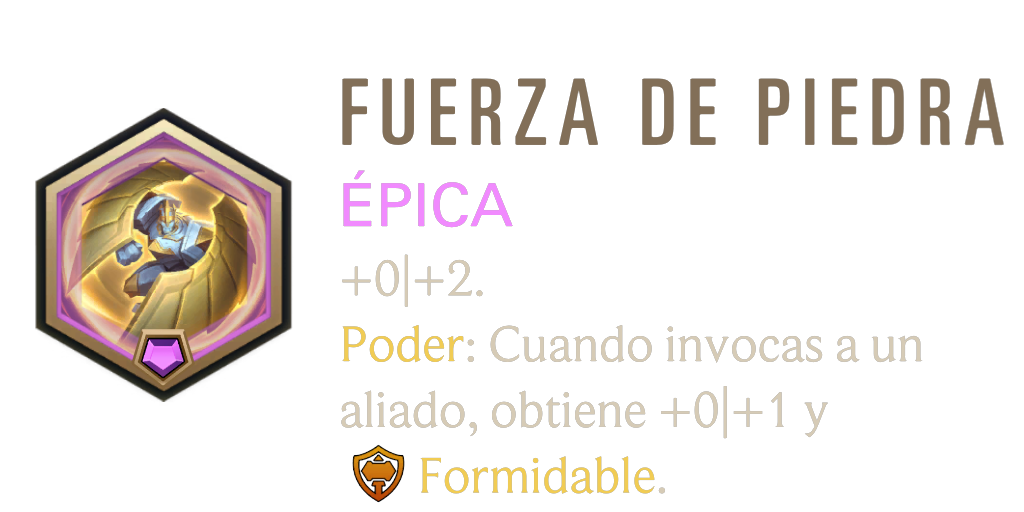 FUERZA DE PIEDRA
ÉPICA
+0|+2.
Poder: Cuando invocas a un
aliado, obtiene +0|+1 y
Formidable.